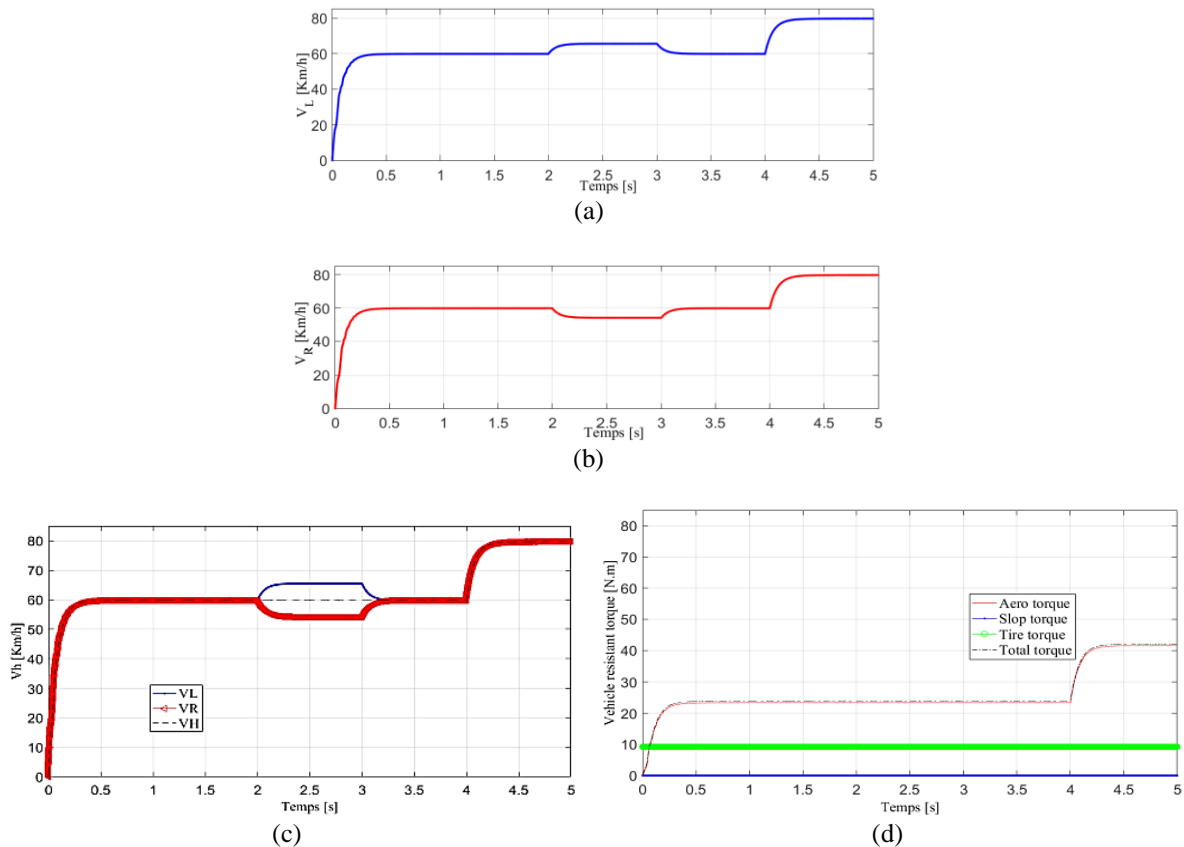 80
60
40
20
0
V_L [Km/h]
0 0.5 1 1.5 2 2.5 3 3.5 4 4.5 5
Temps [s]
(a)
80
60
40
20
0
V_R [Km/h]
0 0.5 1 1.5 2 2.5 3 3.5 4 4.5 5
Temps [s]
(b)
80
70
60
50
40
30
20
10
0
Vh [Km/h]
VL
VR
VH
0 0.5 1 1.5 2 2.5 3 3.5 4 4.5 5
Temps [s]
(c)
80
70
60
50
40
30
20
10
0
Vehicle resistant torque [N.m]
Aero torque
Slop torque
Tire torque
Total torque
0 0.5 1 1.5 2 2.5 3 3.5 4 4.5 5
Temps [s]
(d)